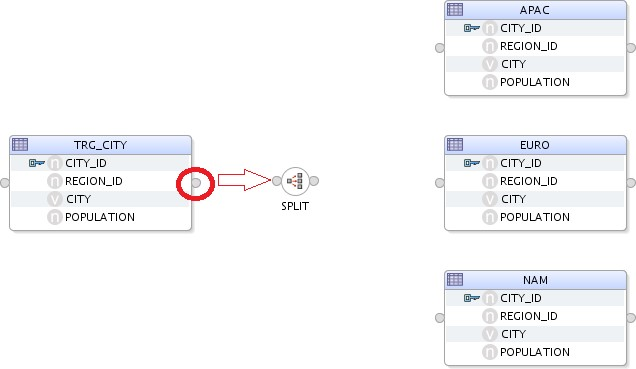 APAC
n CITY_ID
n REGION_ID
v CITY
n POPULATION
TRG_CITY
n CITY_ID
n REGION_ID
v CITY
n POPULATION
SPLIT
EURO
n CITY_ID
n REGION_ID
v CITY
n POPULATION
NAM
n CITY_ID
n REGION_ID
v CITY
n POPULATION